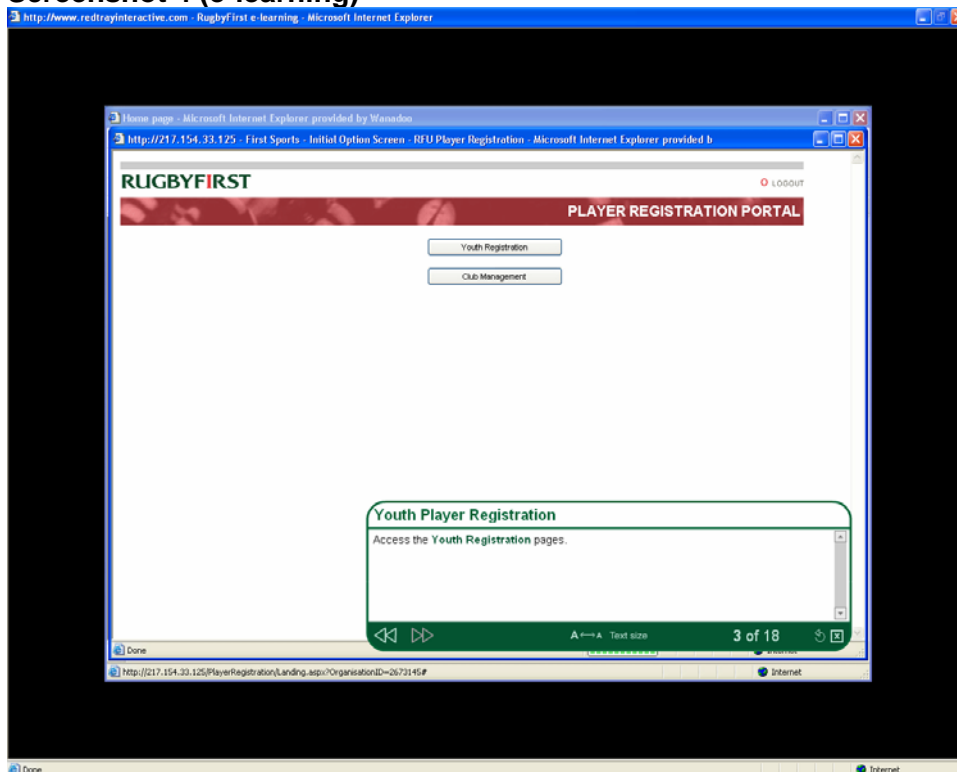 Screenshot 4 (e-learning)
http://www.redtrayinteractive.com - RugbyFirst e-learning - Microsoft Internet Explorer
Home page - Microsoft Internet Explorer provided by Wanadoo
http://217.154.33.125 - First Sports - Initial Option Screen - RFU Player Registration - Microsoft Internet Explorer provided b
RUGBYFIRST
LOGOUT
PLAYER REGISTRATION PORTAL
Youth Registration
Club Management
Youth Player Registration
Access the Youth Registration pages.
A↔A Text size
3 of 18
Done
Internet
http://217.154.33.125/PlayerRegistration/Landing.aspx?OrganisationID=2673145#
Internet
Done
Internet